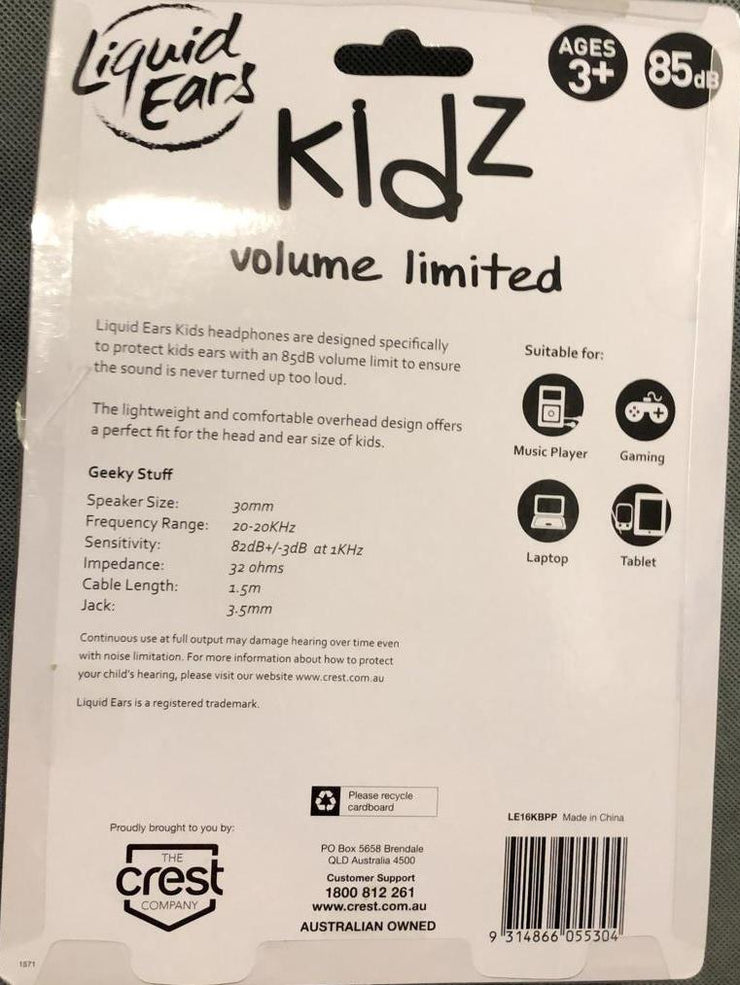 Liquid
Ears
AGES
3+
85dB
kidz
volume limited
Liquid Ears Kids headphones are designed specifically
to protect kids ears with an 85dB volume limit to ensure
the sound is never turned up too loud.
The lightweight and comfortable overhead design offers
a perfect fit for the head and ear size of kids.
Geeky Stuff
Speaker Size: 30mm
Frequency Range: 20-20KHz
Sensitivity: 82dB+/-3dB at 1KHz
Impedance: 32 ohms
Cable Length: 1.5m
Jack: 3.5mm
Continuous use at full output may damage hearing over time even
with noise limitation. For more information about how to protect
your child's hearing, please visit our website www.crest.com.au
Liquid Ears is a registered trademark.
Suitable for:
Music Player
Gaming
Laptop
Tablet
Please recycle
cardboard
Proudly brought to you by:
THE
crest
COMPANY
PO Box 5658 Brendale
QLD Australia 4500
Customer Support
1800 812 261
www.crest.com.au
AUSTRALIAN OWNED
LE16KBPP Made in China
9 314866 055304
1571